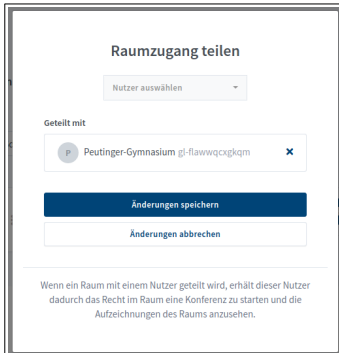 Raumzugang teilen
Nutzer auswählen
Geteilt mit
P Peutinger-Gymnasium gl-flawwqcxgkqm
Änderungen speichern
Änderungen abbrechen
Wenn ein Raum mit einem Nutzer geteilt wird, erhält dieser Nutzer
dadurch das Recht im Raum eine Konferenz zu starten und die
Aufzeichnungen des Raums anzusehen.